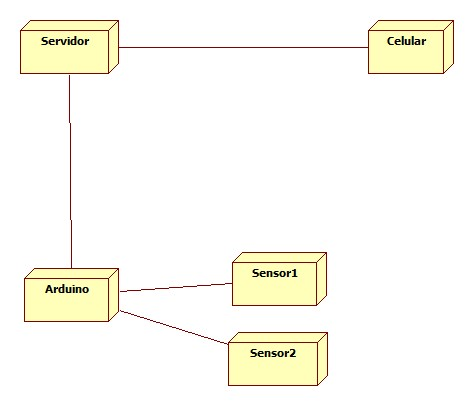 Servidor
Celular
Arduino
Sensor1
Sensor2